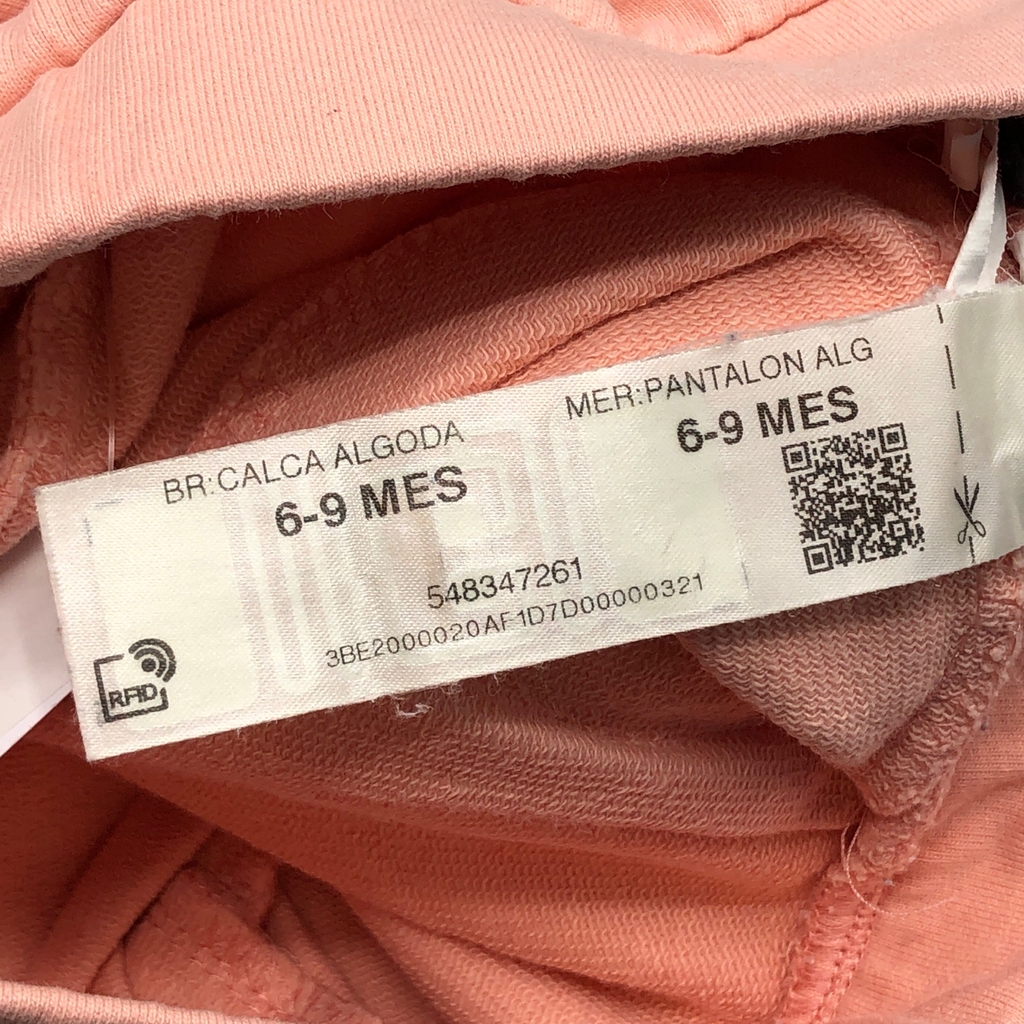 BR:CALCA ALGODA
6-9 MES
MER:PANTALON ALG
6-9 MES
548347261
3BE2000020AF1D7D00000321
RFID